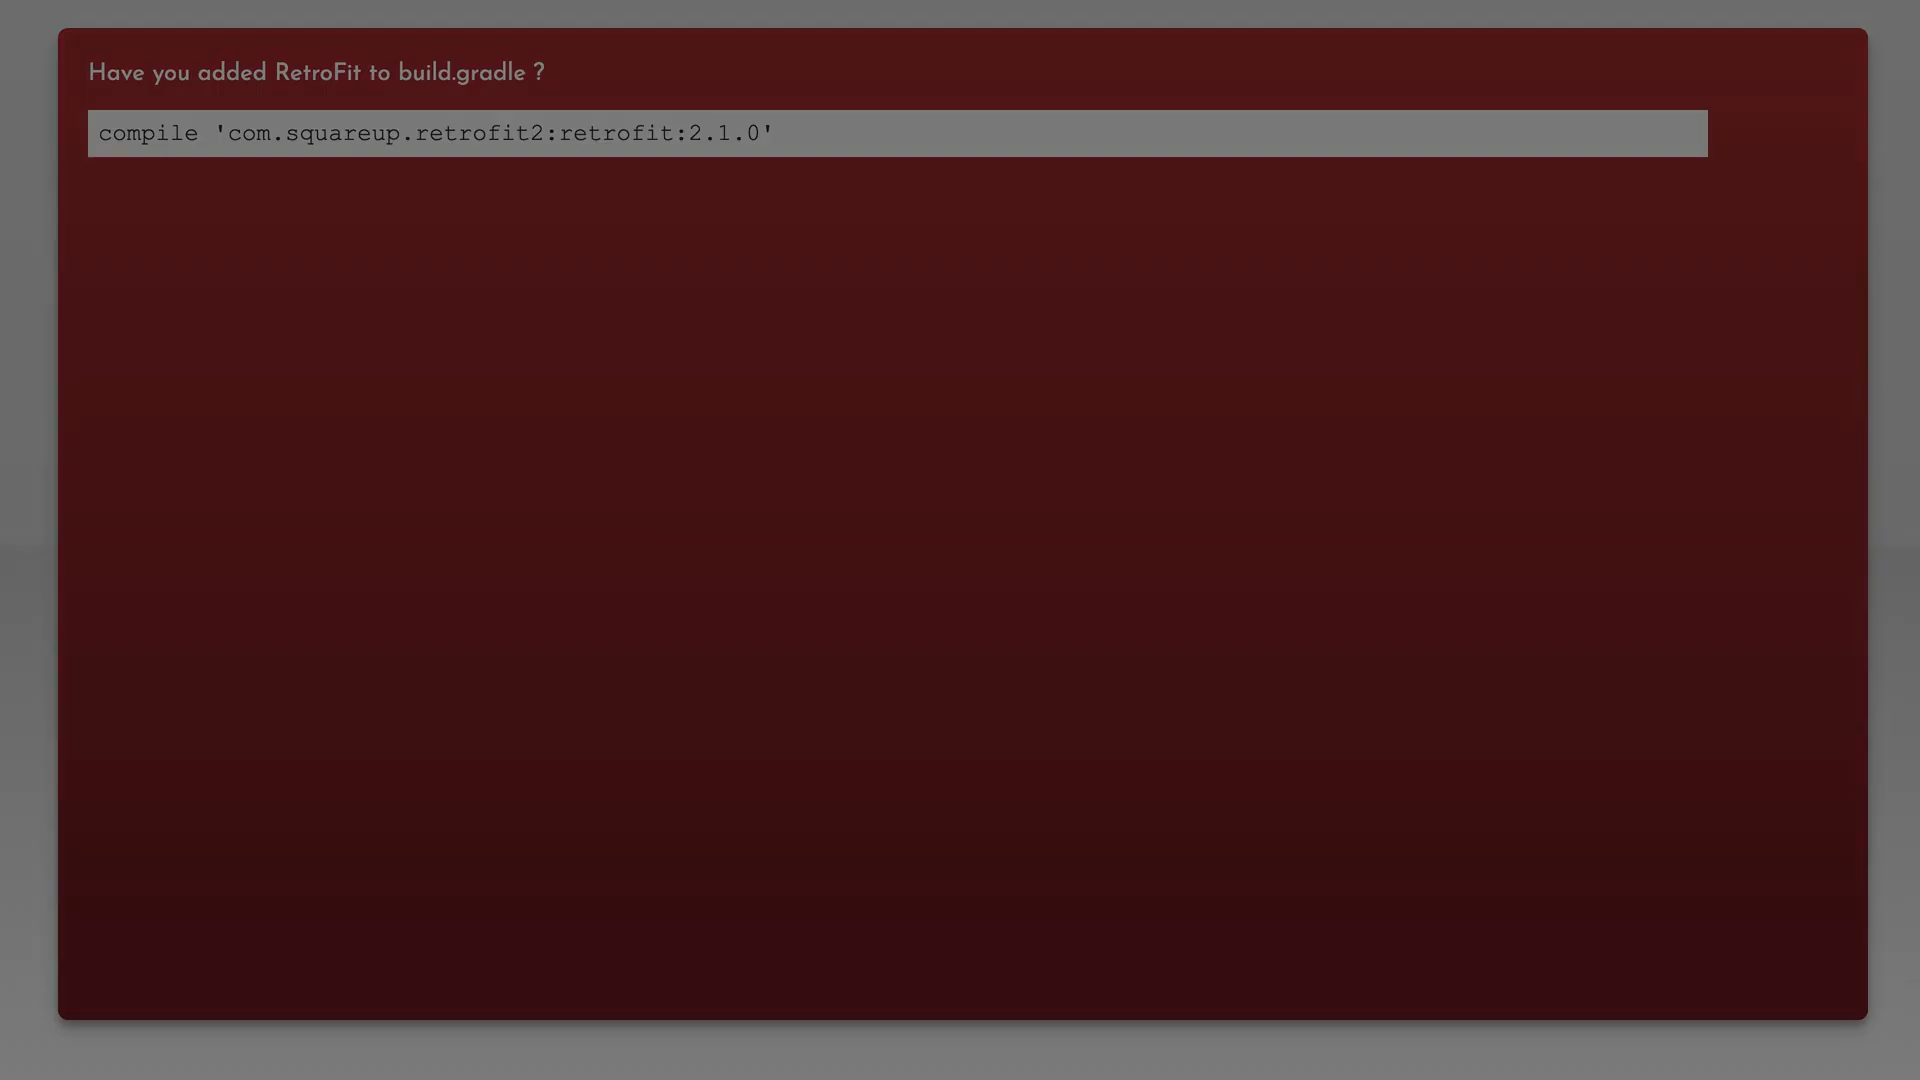 Have you added RetroFit to build.gradle ?
compile 'com.squareup.retrofit2:retrofit:2.1.0'